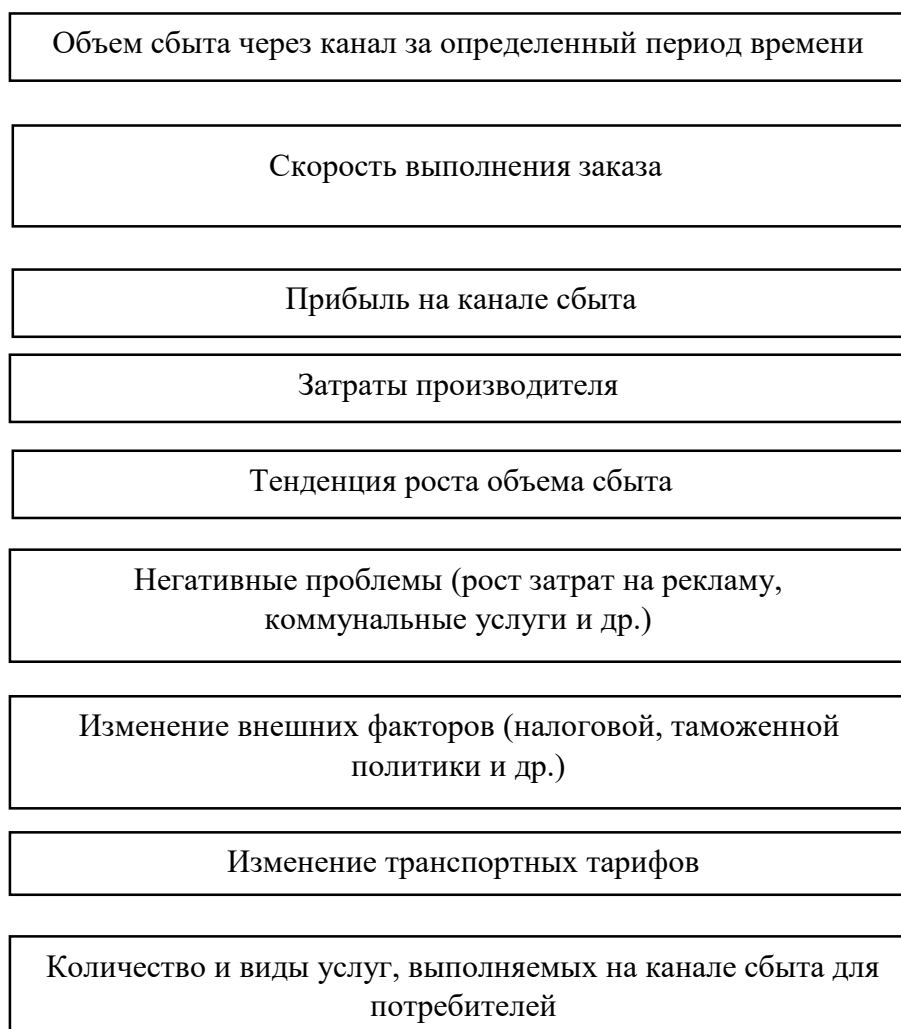 Объем сбыта через канал за определенный период времени
Скорость выполнения заказа
Прибыль на канале сбыта
Затраты производителя
Тенденция роста объема сбыта
Негативные проблемы (рост затрат на рекламу,
коммунальные услуги и др.)
Изменение внешних факторов (налоговой, таможенной
политики и др.)
Изменение транспортных тарифов
Количество и виды услуг, выполняемых на канале сбыта для
потребителей